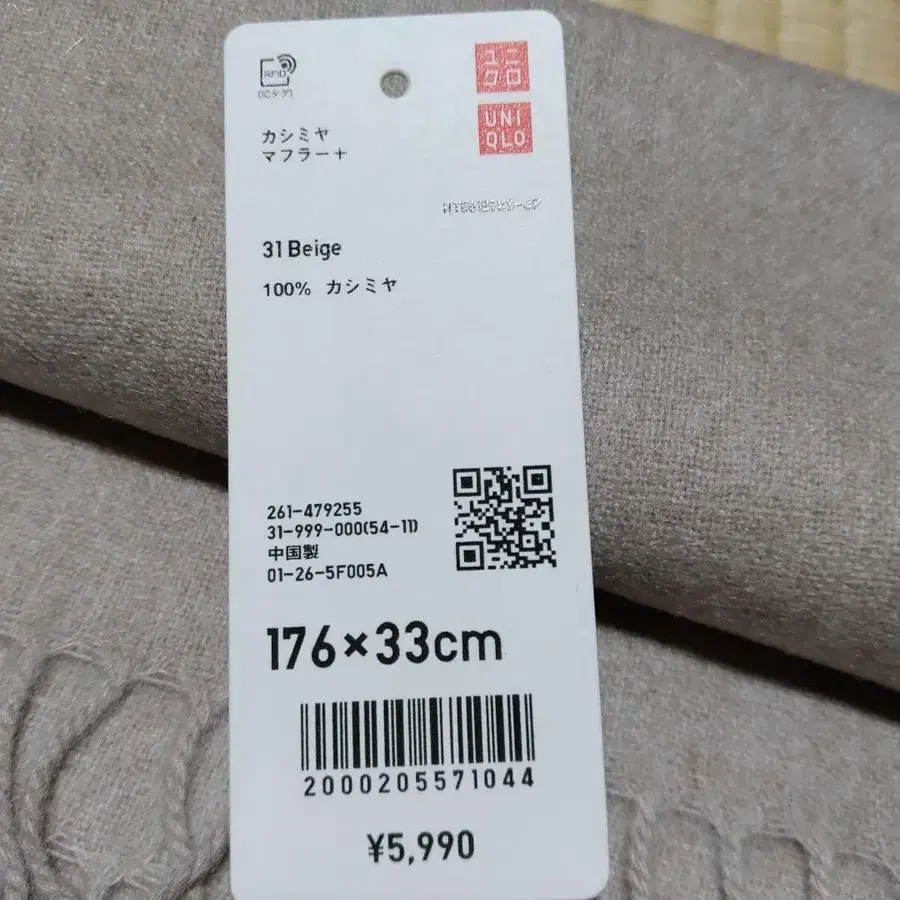 RFID
(ICタグ)
ユニ
クロ
UNI
QLO
カシミヤ
マフラー＋
31 Beige
100% カシミヤ
261-479255
31-999-000(54-11)
中国製
01-26-5F005A
176×33cm
2000205571044
¥5,990